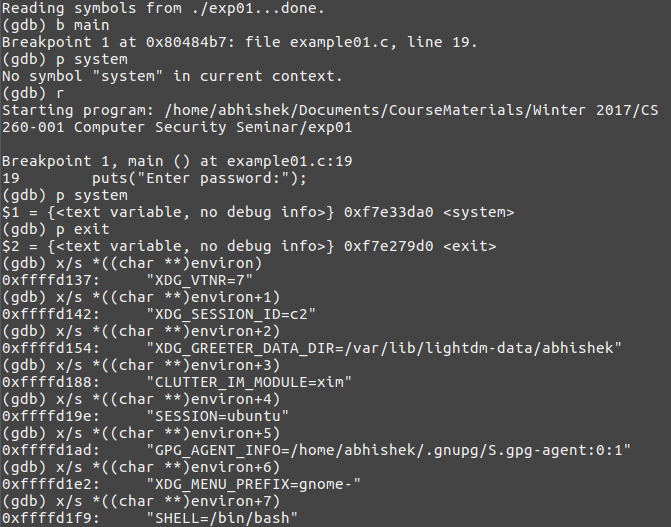 Reading symbols from ./exp01...done.
(gdb) b main
Breakpoint 1 at 0x80484b7: file example01.c, line 19.
(gdb) p system
No symbol "system" in current context.
(gdb) r
Starting program: /home/abhishek/Documents/CourseMaterials/Winter 2017/CS
260-001 Computer Security Seminar/exp01
Breakpoint 1, main () at example01.c:19
19        puts("Enter password:");
(gdb) p system
$1 = {<text variable, no debug info>} 0xf7e33da0 <system>
(gdb) p exit
$2 = {<text variable, no debug info>} 0xf7e279d0 <exit>
(gdb) x/s *((char **)environ)
0xffffd137:     "XDG_VTNR=7"
(gdb) x/s *((char **)environ+1)
0xffffd142:     "XDG_SESSION_ID=c2"
(gdb) x/s *((char **)environ+2)
0xffffd154:     "XDG_GREETER_DATA_DIR=/var/lib/lightdm-data/abhishek"
(gdb) x/s *((char **)environ+3)
0xffffd188:     "CLUTTER_IM_MODULE=xim"
(gdb) x/s *((char **)environ+4)
0xffffd19e:     "SESSION=ubuntu"
(gdb) x/s *((char **)environ+5)
0xffffd1ad:     "GPG_AGENT_INFO=/home/abhishek/.gnupg/S.gpg-agent:0:1"
(gdb) x/s *((char **)environ+6)
0xffffd1e2:     "XDG_MENU_PREFIX=gnome-"
(gdb) x/s *((char **)environ+7)
0xffffd1f9:     "SHELL=/bin/bash"